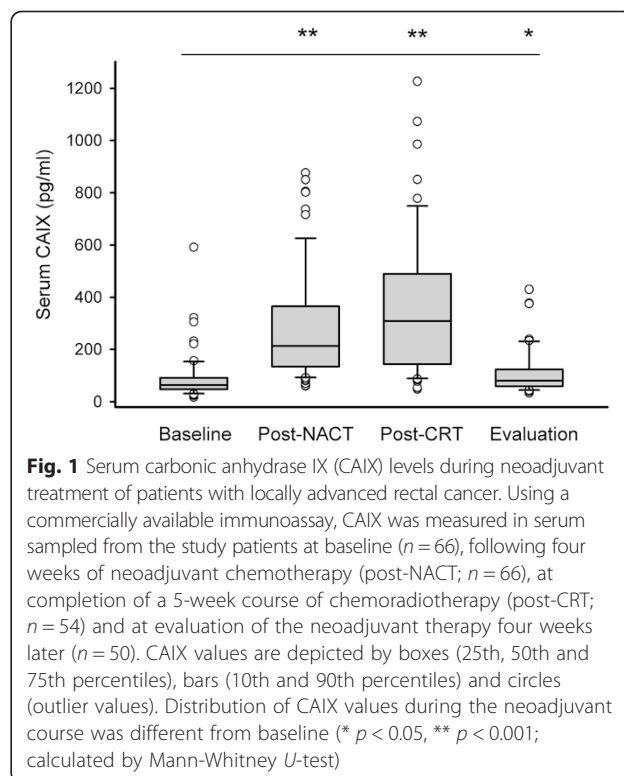 ** ** *
1200
1000
800
600
400
200
0
Serum CAIX (pg/ml)
Baseline Post-NACT Post-CRT Evaluation
Fig. 1 Serum carbonic anhydrase IX (CAIX) levels during neoadjuvant
treatment of patients with locally advanced rectal cancer. Using a
commercially available immunoassay, CAIX was measured in serum
sampled from the study patients at baseline (n = 66), following four
weeks of neoadjuvant chemotherapy (post-NACT; n = 66), at
completion of a 5-week course of chemoradiotherapy (post-CRT;
n = 54) and at evaluation of the neoadjuvant therapy four weeks
later (n = 50). CAIX values are depicted by boxes (25th, 50th and
75th percentiles), bars (10th and 90th percentiles) and circles
(outlier values). Distribution of CAIX values during the neoadjuvant
course was different from baseline (* p < 0.05, ** p < 0.001;
calculated by Mann-Whitney U-test)